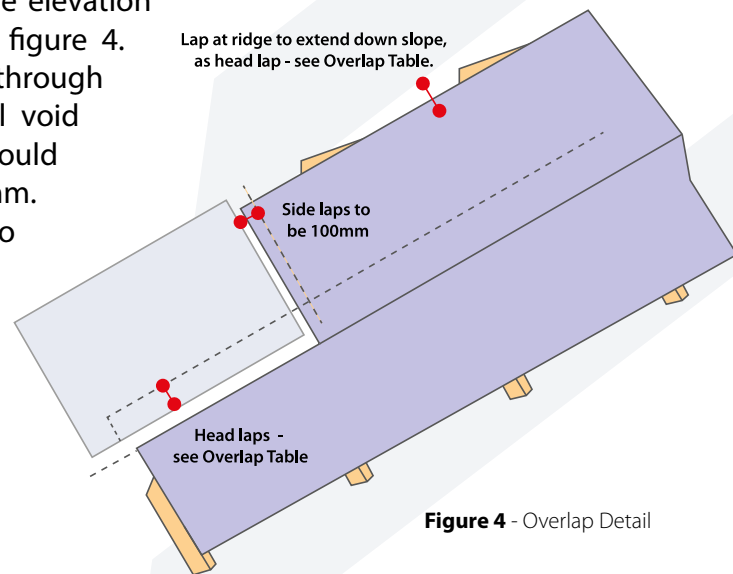 elevation
figure 4.
through
void
Lap at ridge to extend down slope,
as head lap - see Overlap Table.
Side laps to
be 100mm
Head laps -
see Overlap Table
Figure 4 - Overlap Detail